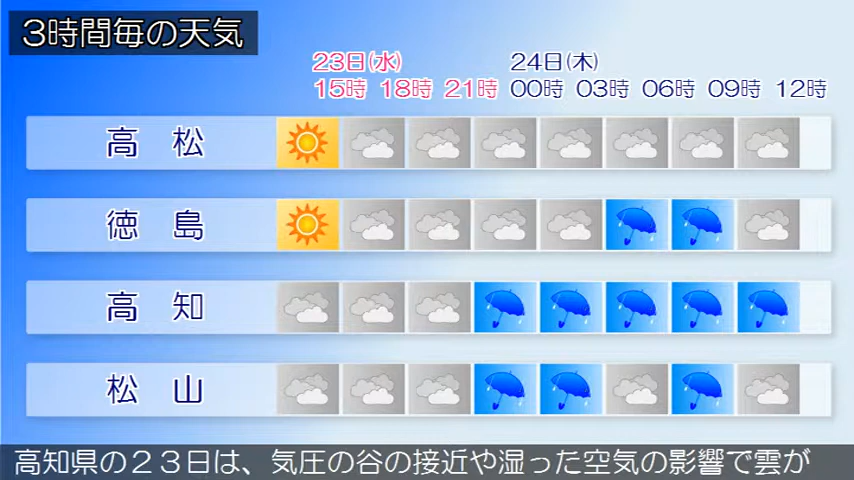 3時間毎の天気
23日(水) 24日(木)
15時 18時 21時 00時 03時 06時 09時 12時
高 松
徳 島
高 知
松 山
高知県の２３日は、気圧の谷の接近や湿った空気の影響で雲が